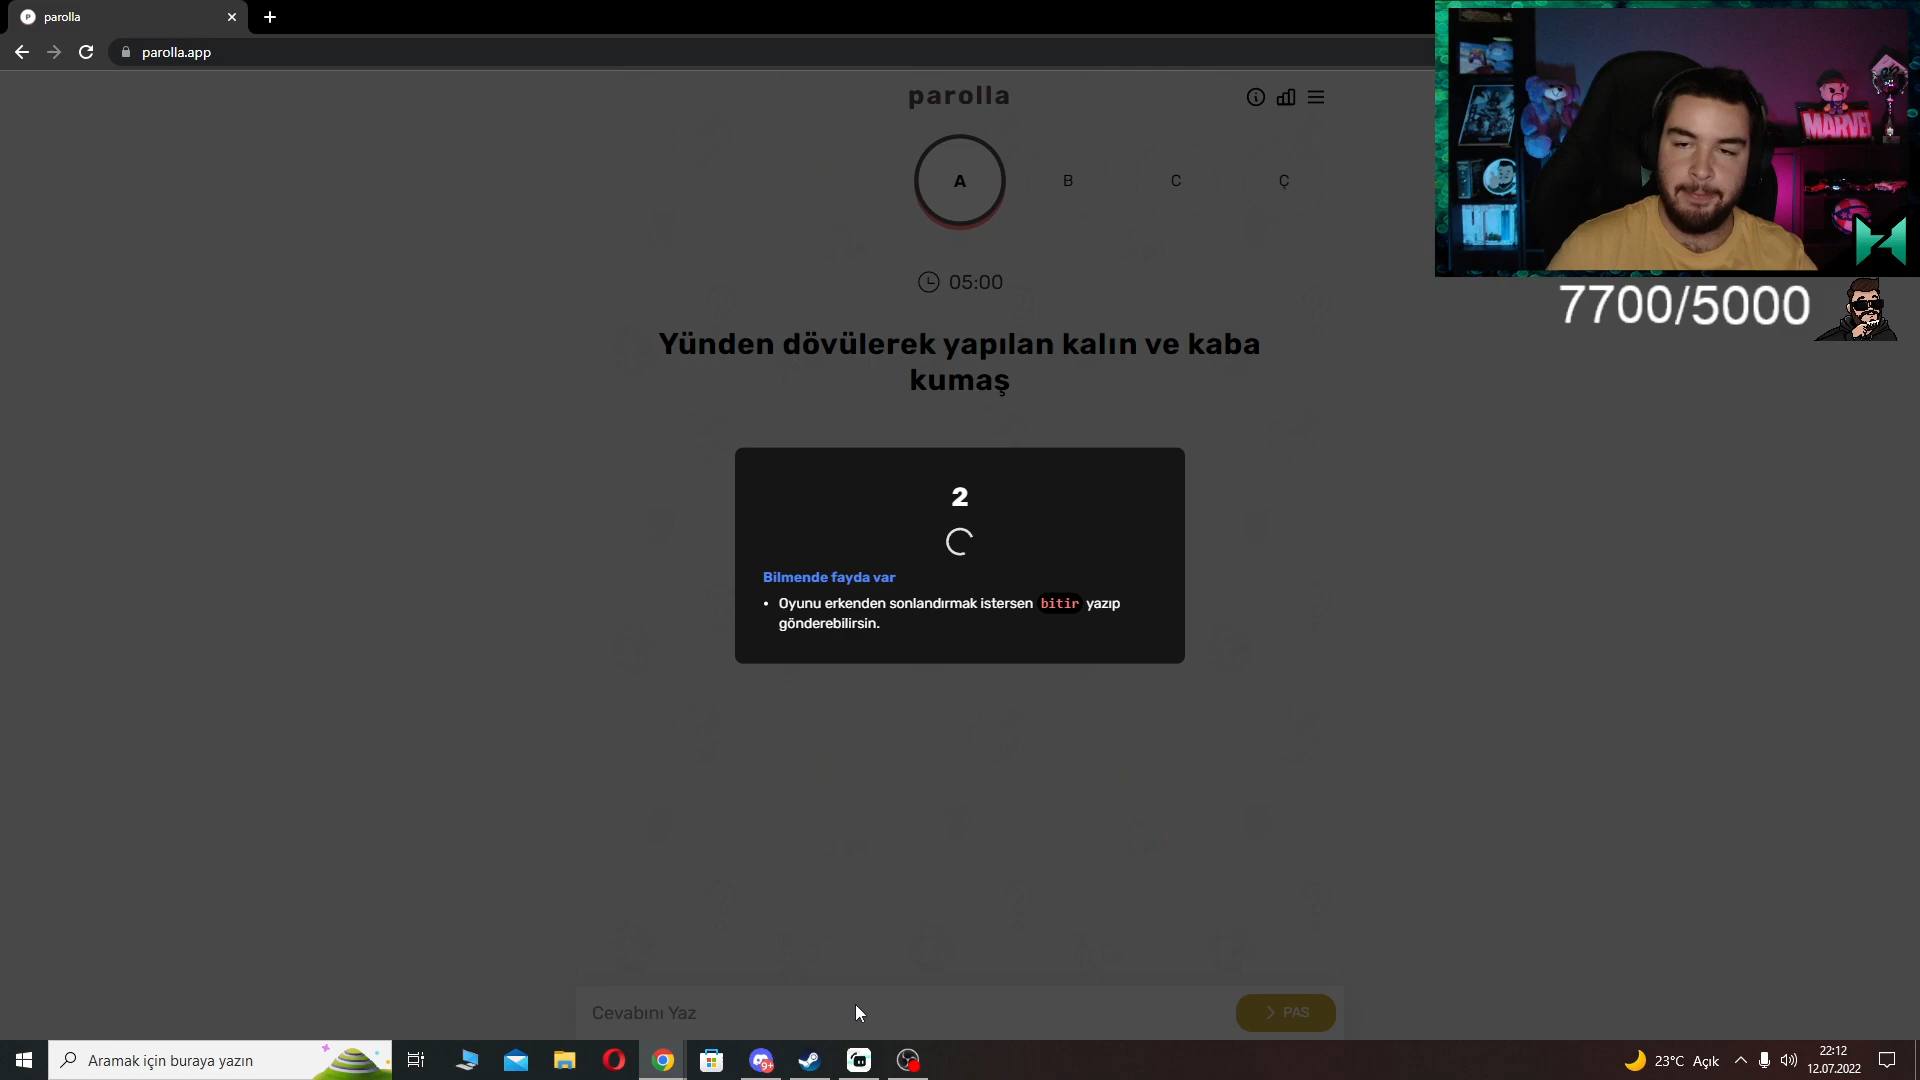 parolla
parolla.app
parolla
A
B
C
Ç
05:00
Yünden dövülerek yapılan kalın ve kaba
kumaş
2
Bilmende fayda var
• Oyunu erkenden sonlandırmak istersen bitir yazıp
gönderebilirsin.
Cevabını Yaz
PAS
MARVEL
7700/5000
Aramak için buraya yazın
9+
23°C Açık
22:12
12.07.2022